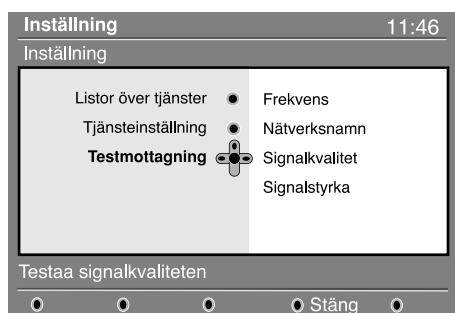 Inställning 11:46
Inställning
Listor över tjänster Frekvens
Tjänsteinställning Nätverksnamn
Testmottagning Signalkvalitet
Signalstyrka
Testaa signalkvaliteten
Stäng